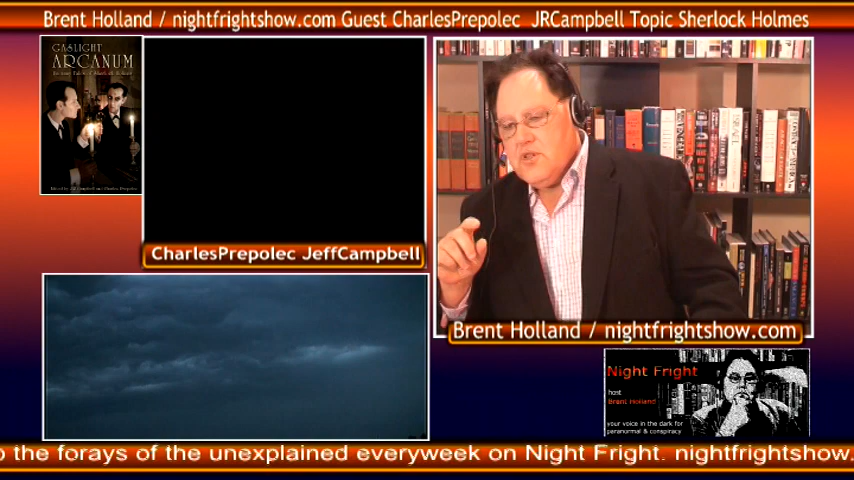 Brent Holland / nightfrightshow.com Guest CharlesPrepolec JRCampbell Topic Sherlock Holmes
GASLIGHT
ARCANUM
CharlesPrepolec JeffCampbell
ISRAEL
Brent Holland / nightfrightshow.com
Night Fright
host
Brent Holland
your voice in the dark for
paranormal & conspiracy
o the forays of the unexplained everyweek on Night Fright. nightfrightshow.